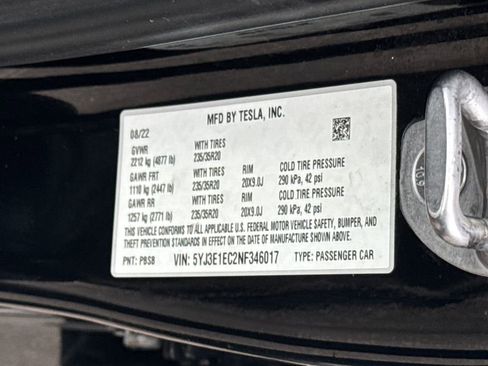 MFD BY TESLA, INC.
08/22
GVWR WITH TIRES
2212 kg (4877 lb) 235/35R20
GAWR FRT WITH TIRES RIM COLD TIRE PRESSURE
1110 kg (2447 lb) 235/35R20 20X9.0J 290 kPa, 42 psi
GAWR RR WITH TIRES RIM COLD TIRE PRESSURE
1257 kg (2771 lb) 235/35R20 20X9.0J 290 kPa, 42 psi
THIS VEHICLE CONFORMS TO ALL APPLICABLE U.S. FEDERAL MOTOR VEHICLE SAFETY, BUMPER, AND
THEFT PREVENTION STANDARDS IN EFFECT ON THE DATE OF MANUFACTURE SHOWN ABOVE.
PNT: PBSB VIN: 5YJ3E1EC2NF346017 TYPE: PASSENGER CAR